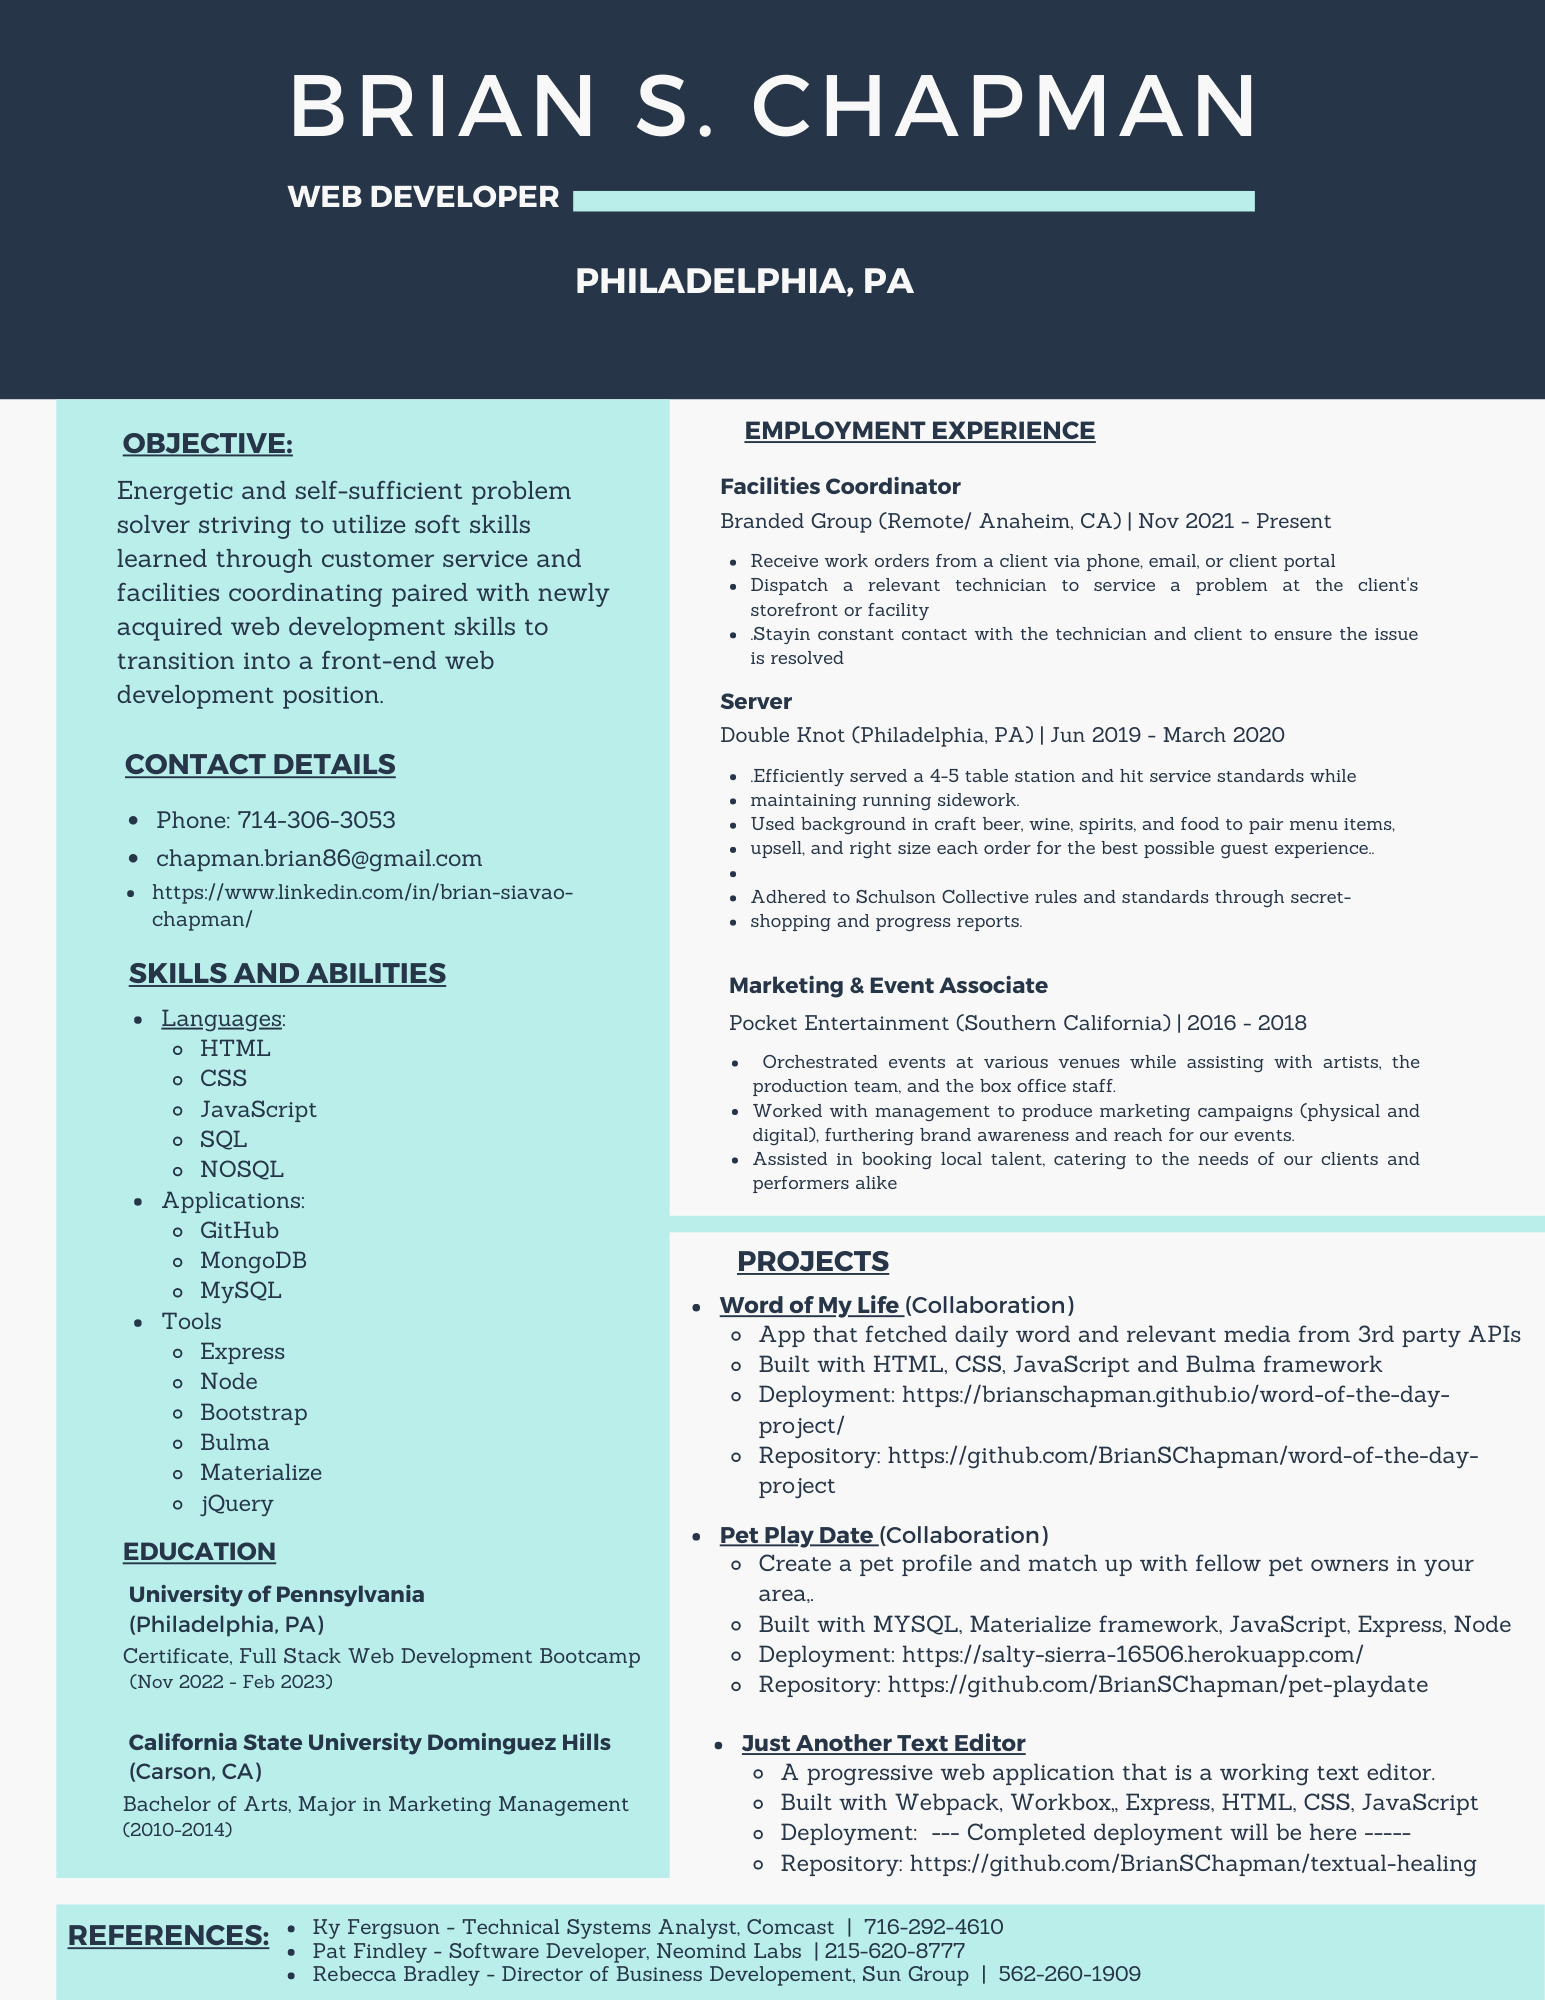 BRIAN S. CHAPMAN
WEB DEVELOPER
PHILADELPHIA, PA
OBJECTIVE:
Energetic and self-sufficient problem
solver striving to utilize soft skills
learned through customer service and
facilities coordinating paired with newly
acquired web development skills to
transition into a front-end web
development position.
CONTACT DETAILS
• Phone: 714-306-3053
• chapman.brian86@gmail.com
• https://www.linkedin.com/in/brian-siavao-
chapman/
SKILLS AND ABILITIES
• Languages:
◦ HTML
◦ CSS
◦ JavaScript
◦ SQL
◦ NOSQL
• Applications:
◦ GitHub
◦ MongoDB
◦ MySQL
• Tools
◦ Express
◦ Node
◦ Bootstrap
◦ Bulma
◦ Materialize
◦ jQuery
EDUCATION
University of Pennsylvania
(Philadelphia, PA)
Certificate, Full Stack Web Development Bootcamp
(Nov 2022 - Feb 2023)
California State University Dominguez Hills
(Carson, CA)
Bachelor of Arts, Major in Marketing Management
(2010-2014)
EMPLOYMENT EXPERIENCE
Facilities Coordinator
Branded Group (Remote/ Anaheim, CA) | Nov 2021 - Present
• Receive work orders from a client via phone, email, or client portal
• Dispatch a relevant technician to service a problem at the client's
storefront or facility
• .Stayin constant contact with the technician and client to ensure the issue
is resolved
Server
Double Knot (Philadelphia, PA) | Jun 2019 - March 2020
• .Efficiently served a 4-5 table station and hit service standards while
• maintaining running sidework.
• Used background in craft beer, wine, spirits, and food to pair menu items,
• upsell, and right size each order for the best possible guest experience..
•
• Adhered to Schulson Collective rules and standards through secret-
• shopping and progress reports.
Marketing & Event Associate
Pocket Entertainment (Southern California) | 2016 - 2018
• Orchestrated events at various venues while assisting with artists, the
production team, and the box office staff.
• Worked with management to produce marketing campaigns (physical and
digital), furthering brand awareness and reach for our events.
• Assisted in booking local talent, catering to the needs of our clients and
performers alike
PROJECTS
• Word of My Life (Collaboration)
◦ App that fetched daily word and relevant media from 3rd party APIs
◦ Built with HTML, CSS, JavaScript and Bulma framework
◦ Deployment: https://brianschapman.github.io/word-of-the-day-
project/
◦ Repository: https://github.com/BrianSChapman/word-of-the-day-
project
• Pet Play Date (Collaboration)
◦ Create a pet profile and match up with fellow pet owners in your
area,.
◦ Built with MYSQL, Materialize framework, JavaScript, Express, Node
◦ Deployment: https://salty-sierra-16506.herokuapp.com/
◦ Repository: https://github.com/BrianSChapman/pet-playdate
• Just Another Text Editor
◦ A progressive web application that is a working text editor.
◦ Built with Webpack, Workbox,, Express, HTML, CSS, JavaScript
◦ Deployment: --- Completed deployment will be here -----
◦ Repository: https://github.com/BrianSChapman/textual-healing
REFERENCES:
• Ky Fergsuon - Technical Systems Analyst, Comcast | 716-292-4610
• Pat Findley - Software Developer, Neomind Labs | 215-620-8777
• Rebecca Bradley - Director of Business Developement, Sun Group | 562-260-1909